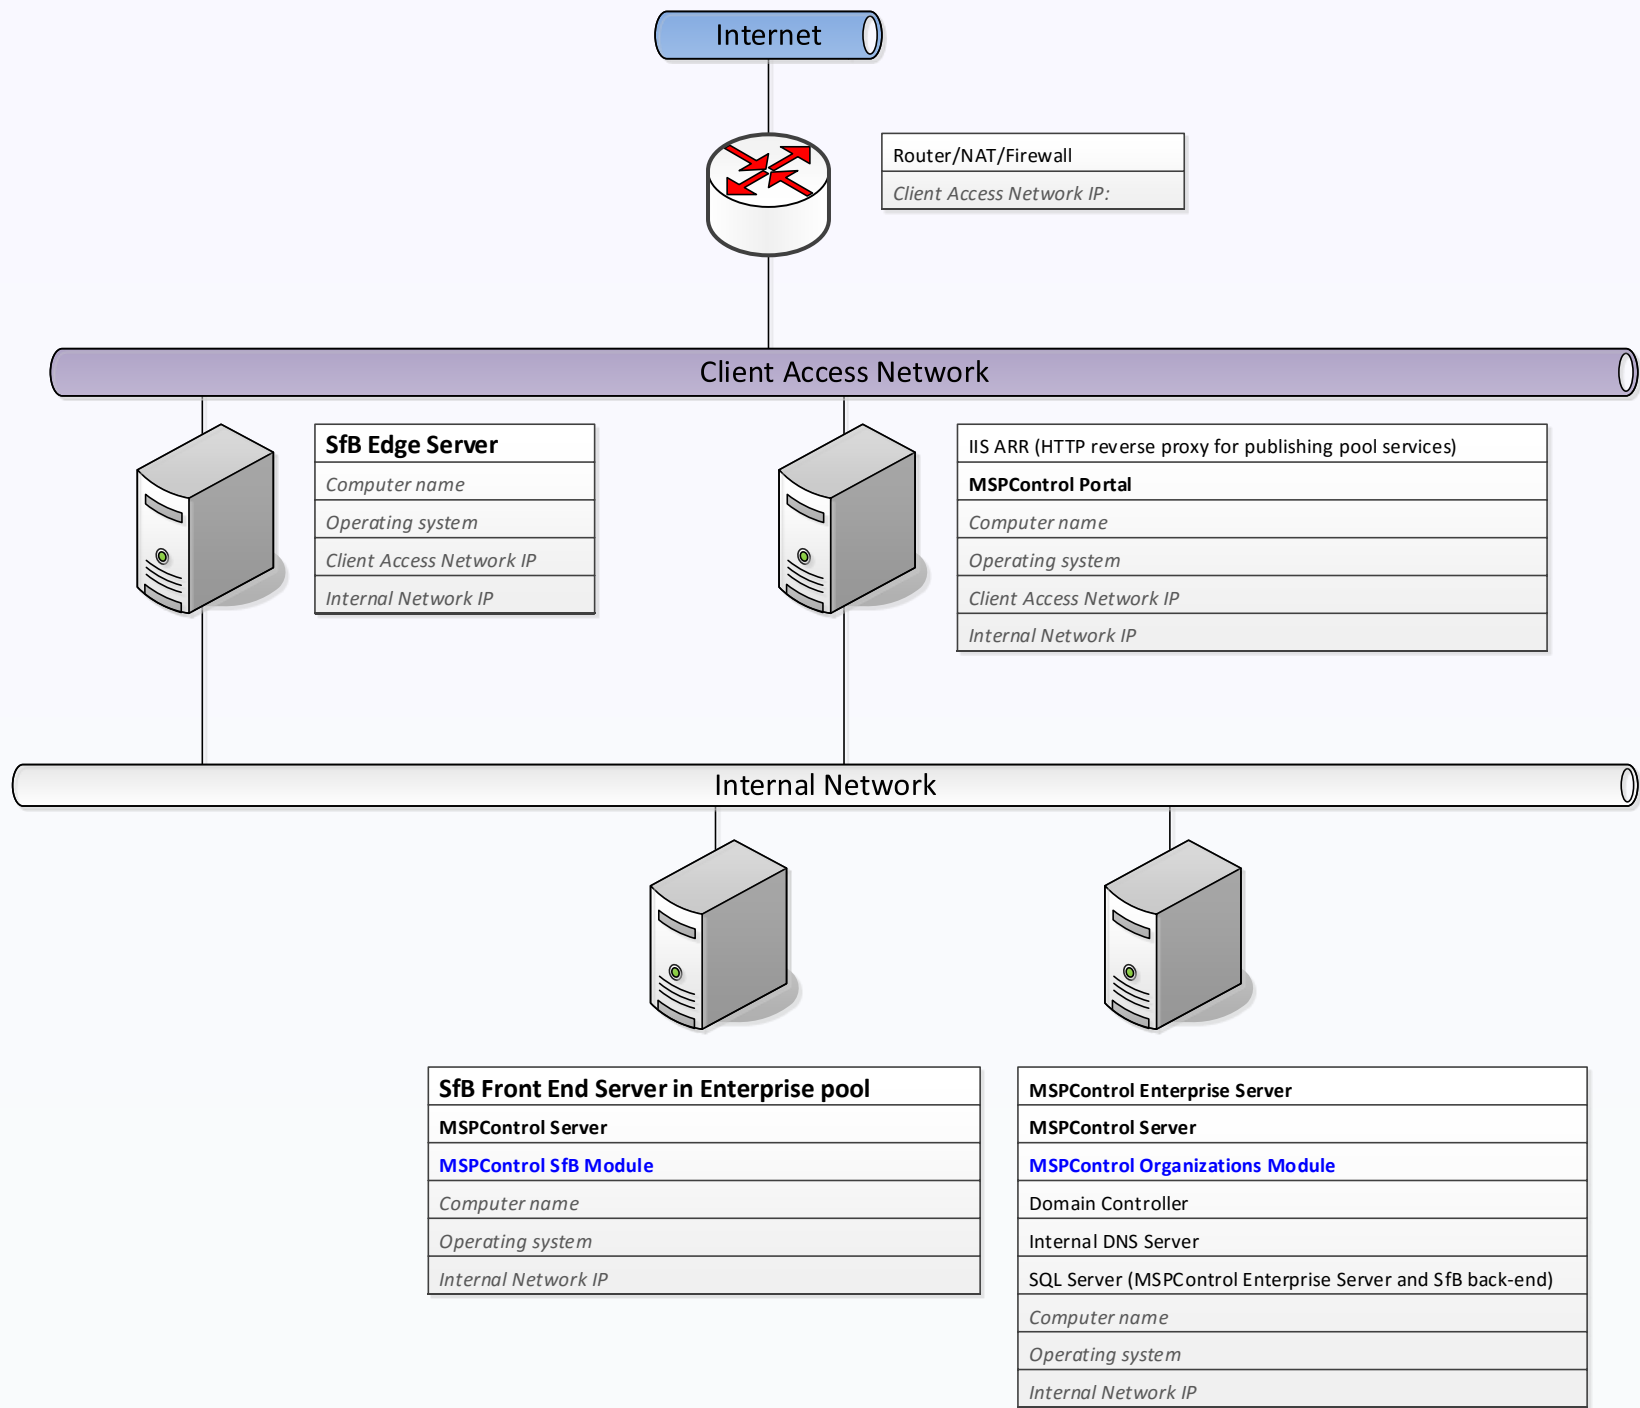 Internet
Router/NAT/Firewall
Client Access Network IP:
Client Access Network
SfB Edge Server
Computer name
Operating system
Client Access Network IP
Internal Network IP
IIS ARR (HTTP reverse proxy for publishing pool services)
MSPControl Portal
Computer name
Operating system
Client Access Network IP
Internal Network IP
Internal Network
SfB Front End Server in Enterprise pool
MSPControl Server
MSPControl SfB Module
Computer name
Operating system
Internal Network IP
MSPControl Enterprise Server
MSPControl Server
MSPControl Organizations Module
Domain Controller
Internal DNS Server
SQL Server (MSPControl Enterprise Server and SfB back-end)
Computer name
Operating system
Internal Network IP